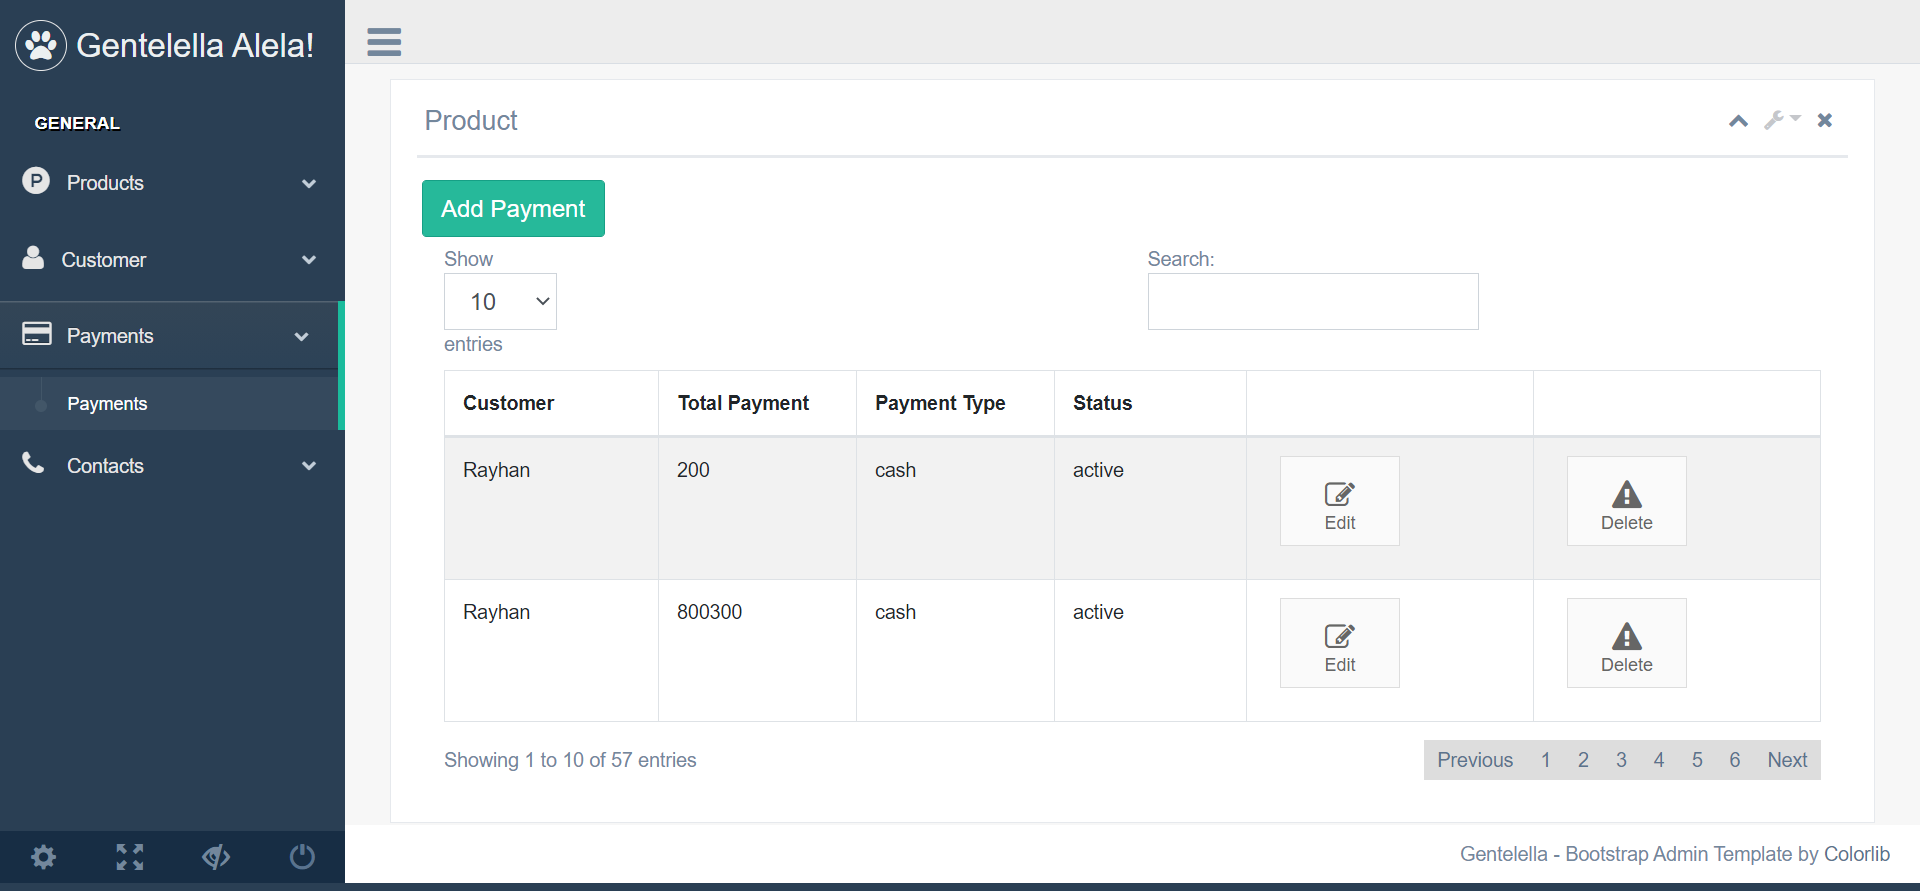 Gentelella Alela!
GENERAL
Products
Customer
Payments
Payments
Contacts
Product
Add Payment
Show
10
entries
Search:
Customer Total Payment Payment Type Status
Rayhan 200 cash active Edit Delete
Rayhan 800300 cash active Edit Delete
Showing 1 to 10 of 57 entries
Previous 1 2 3 4 5 6 Next
Gentelella - Bootstrap Admin Template by Colorlib